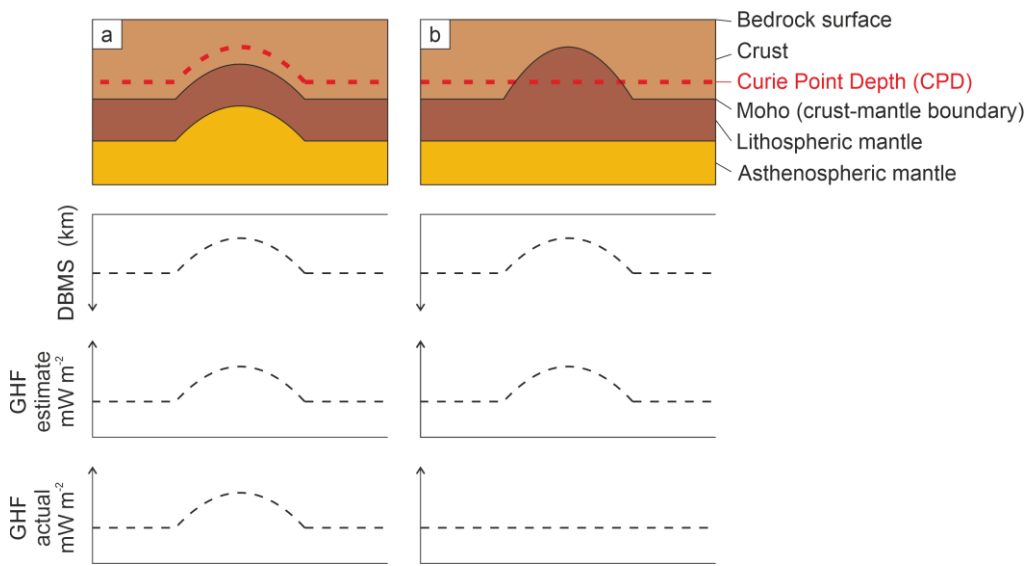 a
b
Bedrock surface
Crust
Curie Point Depth (CPD)
Moho (crust-mantle boundary)
Lithospheric mantle
Asthenospheric mantle
DBMS (km)
GHF
estimate
mW m⁻²
GHF
actual
mW m⁻²